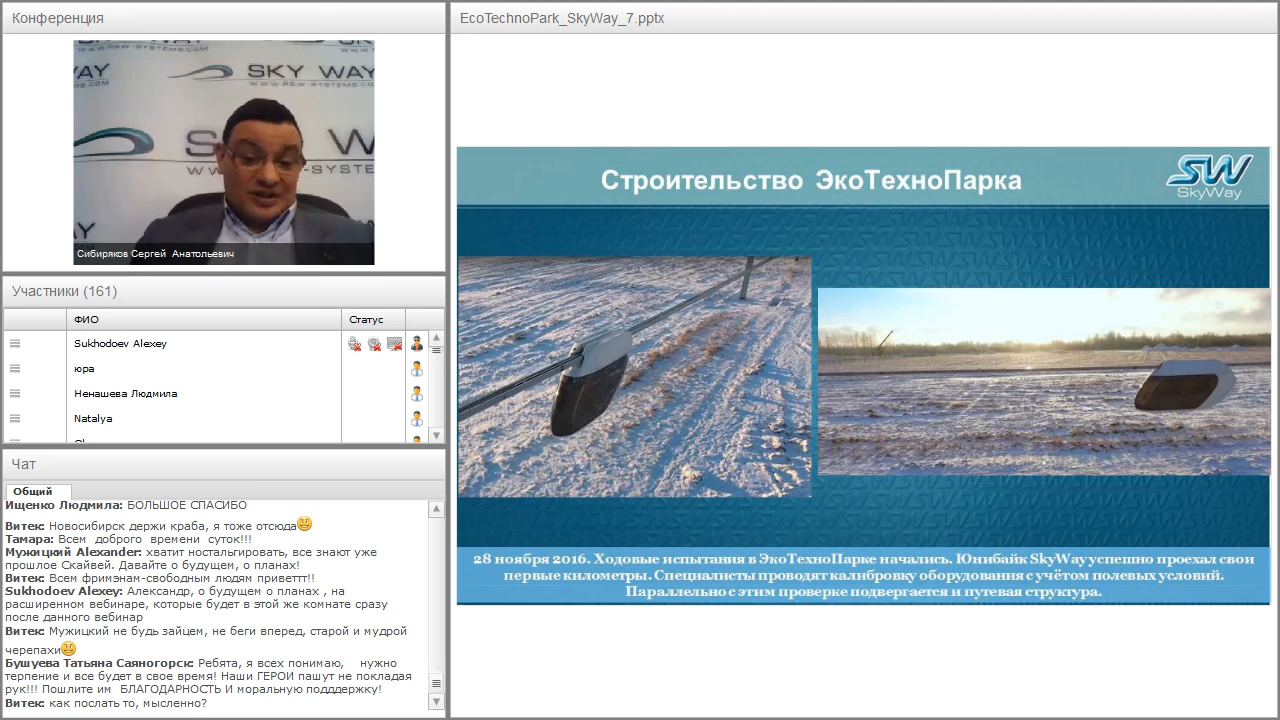 Конференция
SKY WAY
WWW.RSW-SYSTEMS.COM
Сибиряков Сергей Анатольевич
Участники (161)
ФИО
Статус
Sukhodoev Alexey
юра
Ненашева Людмила
Natalya
Чат
Общий
Ищенко Людмила: БОЛЬШОЕ СПАСИБО
Витек: Новосибирск держи краба, я тоже отсюда
Тамара: Всем доброго времени суток!!!
Мужицкий Alexander: хватит ностальгировать, все знают уже
прошлое Скайвей. Давайте о будущем, о планах!
Витек: Всем фримэнам-свободным людям приветтт!!
Sukhodoev Alexey: Александр, о будущем о планах , на
расширенном вебинаре, которые будет в этой же комнате сразу
после данного вебинар
Витек: Мужицкий не будь зайцем, не беги вперед, старой и мудрой
черепахи
Бушуева Татьяна Саяногорск: Ребята, я всех понимаю, нужно
терпение и все будет в свое время! Наши ГЕРОИ пашут не покладая
рук!!! Пошлите им БЛАГОДАРНОСТЬ И моральную подддержку!
Витек: как послать то, мысленно?
EcoTechnoPark_SkyWay_7.pptx
Строительство ЭкоТехноПарка
SW
SkyWay
28 ноября 2016. Ходовые испытания в ЭкоТехноПарке начались. Юнибайк SkyWay успешно проехал свои
первые километры. Специалисты проводят калибровку оборудования с учётом полевых условий.
Параллельно с этим проверке подвергается и путевая структура.